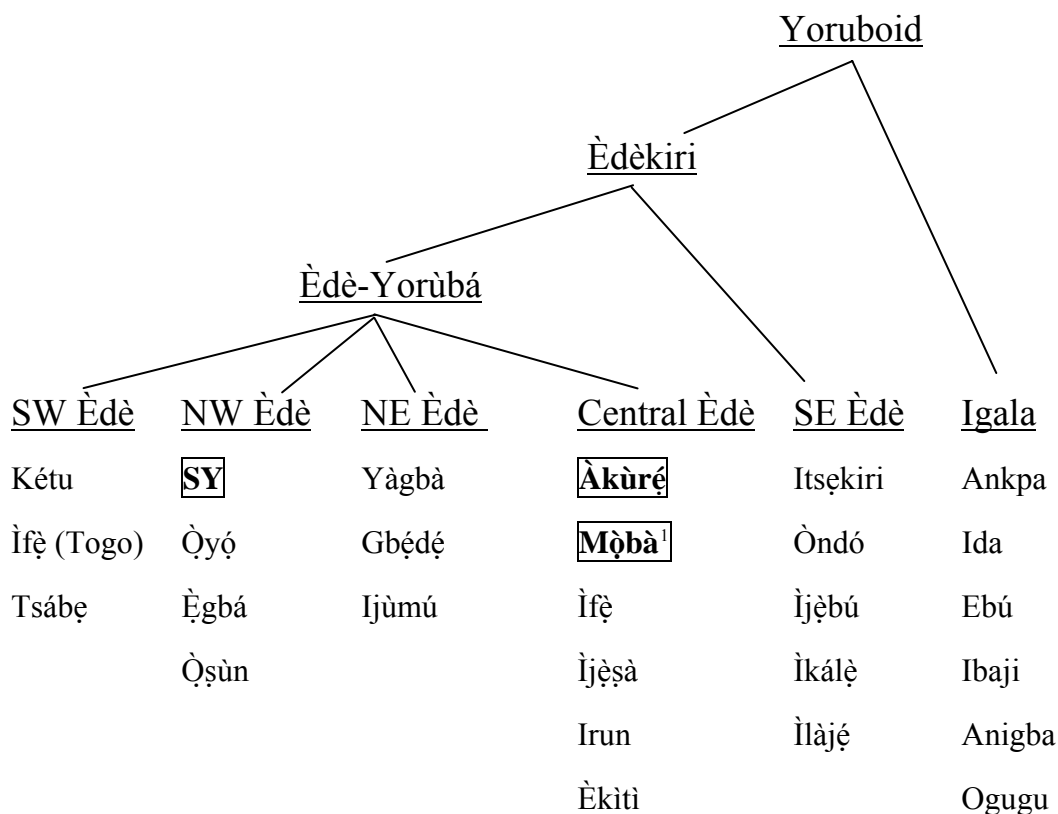 Yoruboid
Èdèkiri
Èdè-Yorùbá
SW Èdè NW Èdè NE Èdè Central Èdè SE Èdè Igala
Kétu SY Yàgbà Àkùrẹ́ Itsẹkiri Ankpa
Ìfẹ̀ (Togo) Ọ̀yọ́ Gbẹ́dẹ́ Mọ̀bà¹ Òndó Ida
Tsábẹ Ẹ̀gbá Ijùmú Ìfẹ̀ Ìjẹ̀bú Ebú
Ọ̀ṣùn Ìjẹ̀ṣà Ìkálẹ̀ Ibaji
Irun Ìlàjẹ́ Anigba
Èkìtì Ogugu